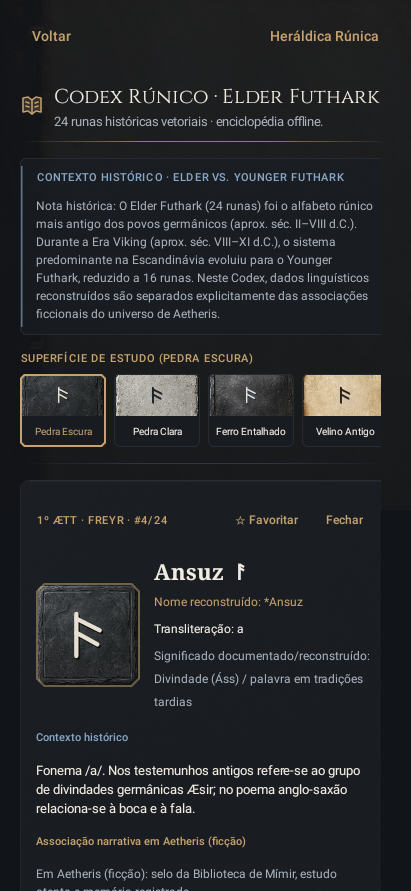 Voltar
Heráldica Rúnica
Codex Rúnico · Elder Futhark
24 runas históricas vetoriais · enciclopédia offline.
CONTEXTO HISTÓRICO · ELDER VS. YOUNGER FUTHARK
Nota histórica: O Elder Futhark (24 runas) foi o alfabeto rúnico
mais antigo dos povos germânicos (aprox. séc. II–VIII d.C.).
Durante a Era Viking (aprox. séc. VIII–XI d.C.), o sistema
predominante na Escandinávia evoluiu para o Younger
Futhark, reduzido a 16 runas. Neste Codex, dados linguísticos
reconstruídos são separados explicitamente das associações
ficcionais do universo de Aetheris.
SUPERFÍCIE DE ESTUDO (PEDRA ESCURA)
ᚨ ᚨ ᚨ ᚨ
Pedra Escura
Pedra Clara
Ferro Entalhado
Velino Antigo
1º ÆTT · FREYR · #4/24
☆ Favoritar
Fechar
Ansuz ᚨ
ᚨ
Nome reconstruído: *Ansuz
Transliteração: a
Significado documentado/reconstruído:
Divindade (Áss) / palavra em tradições
tardias
Contexto histórico
Fonema /a/. Nos testemunhos antigos refere-se ao grupo
de divindades germânicas Æsir; no poema anglo-saxão
relaciona-se à boca e à fala.
Associação narrativa em Aetheris (ficção)
Em Aetheris (ficção): selo da Biblioteca de Mímir, estudo